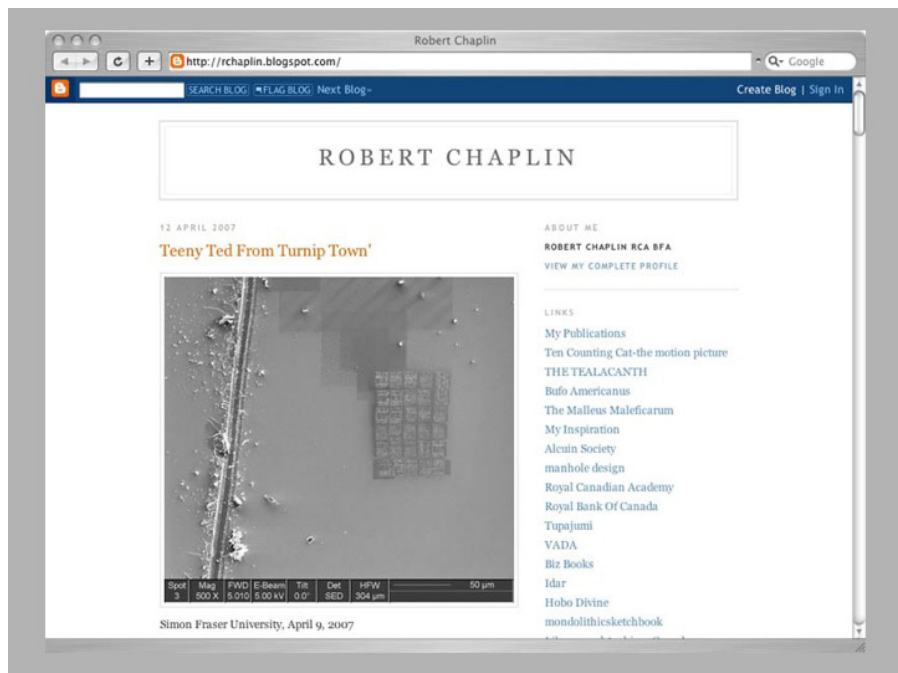 Robert Chaplin
http://rchaplin.blogspot.com/
Google
SEARCH BLOG FLAG BLOG Next Blog»
Create Blog | Sign In
ROBERT CHAPLIN
12 APRIL 2007
Teeny Ted From Turnip Town'
Spot Mag FWD E-Beam Tilt Det HFW 50 µm
3 500 X 5.010 5.00 kV 0.0° SED 304 µm
Simon Fraser University, April 9, 2007
ABOUT ME
ROBERT CHAPLIN RCA BFA
VIEW MY COMPLETE PROFILE
LINKS
My Publications
Ten Counting Cat-the motion picture
THE TEALACANTH
Bufo Americanus
The Malleus Maleficarum
My Inspiration
Alcuin Society
manhole design
Royal Canadian Academy
Royal Bank Of Canada
Tupajumi
VADA
Biz Books
Idar
Hobo Divine
mondolithicsketchbook